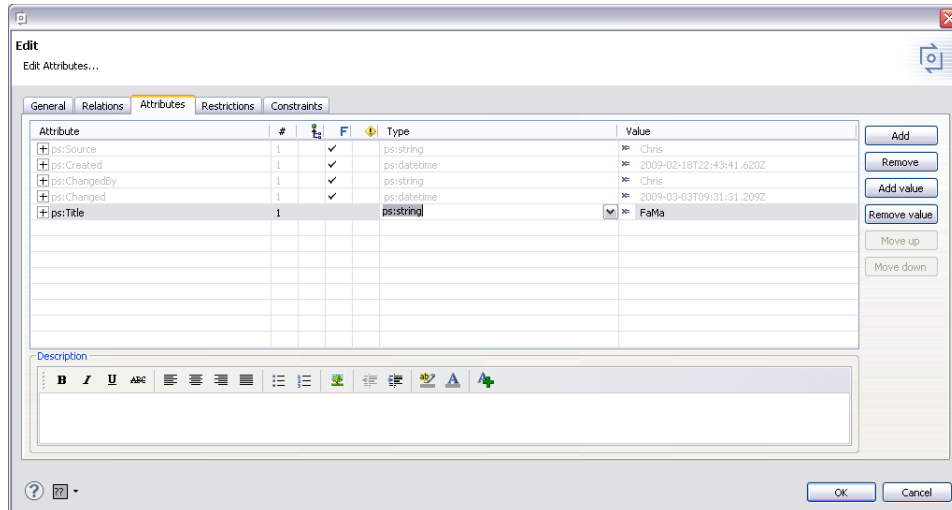 Edit
Edit Attributes...
General Relations Attributes Restrictions Constraints
Attribute # F Type Value
ps:Source 1 ps:string Chris
ps:Created 1 ps:datetime 2009-02-18T22:43:41.620Z
ps:ChangedBy 1 ps:string Chris
ps:Changed 1 ps:datetime 2009-03-03T09:31:31.209Z
ps:Title 1 ps:string FaMa
Add
Remove
Add value
Remove value
Move up
Move down
Description
B I U ABC ab A A
? ??
OK Cancel